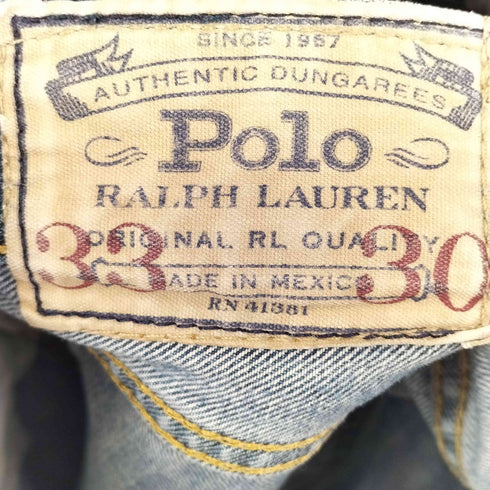 SINCE 1967
AUTHENTIC DUNGAREES
Polo
RALPH LAUREN
ORIGINAL RL QUALITY
33 30
MADE IN MEXICO
RN 41381